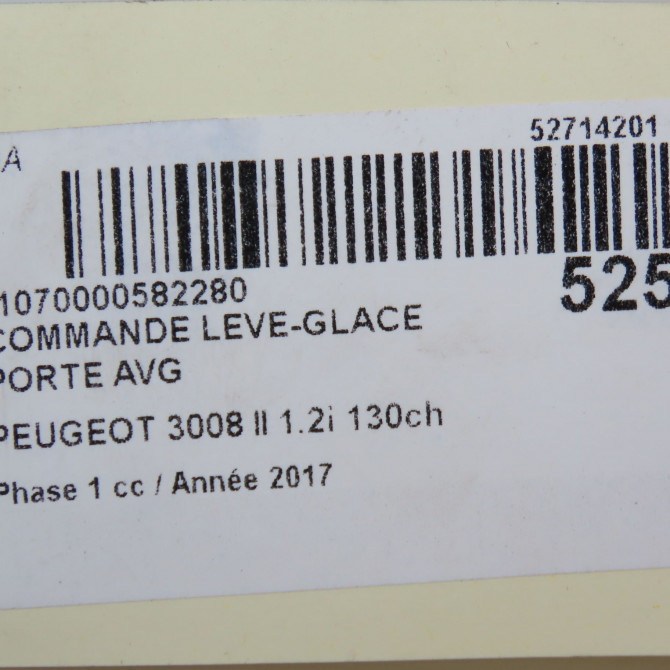 52714201
A
1070000582280
525
COMMANDE LEVE-GLACE
PORTE AVG
PEUGEOT 3008 II 1.2i 130ch
Phase 1 cc / Année 2017